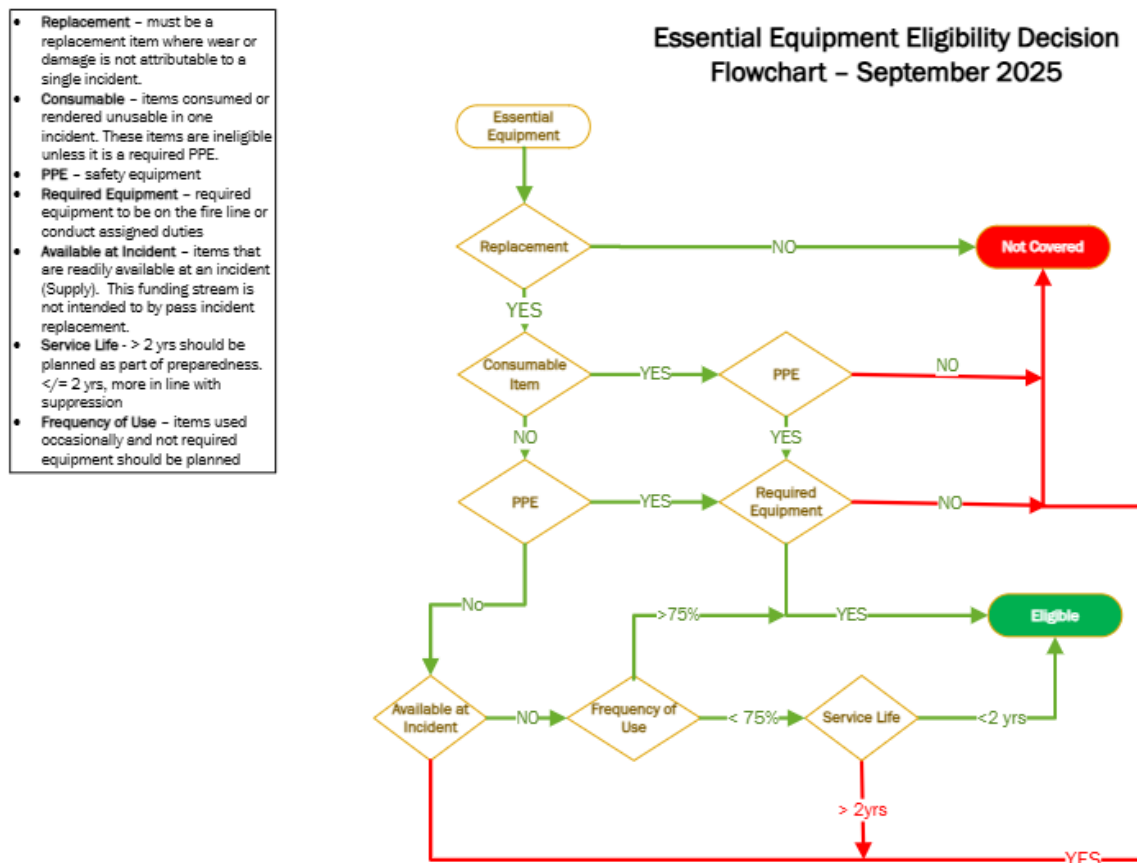 • Replacement – must be a
replacement item where wear or
damage is not attributable to a
single incident.
• Consumable – items consumed or
rendered unusable in one
incident. These items are ineligible
unless it is a required PPE.
• PPE – safety equipment
• Required Equipment – required
equipment to be on the fire line or
conduct assigned duties
• Available at Incident – items that
are readily available at an incident
(Supply). This funding stream is
not intended to by pass incident
replacement.
• Service Life - > 2 yrs should be
planned as part of preparedness.
</= 2 yrs, more in line with
suppression
• Frequency of Use – items used
occasionally and not required
equipment should be planned
Essential Equipment Eligibility Decision
Flowchart – September 2025
Essential
Equipment
Replacement
NO
Not Covered
YES
Consumable
Item
YES
PPE
NO
NO
YES
PPE
YES
Required
Equipment
NO
No
>75%
YES
Eligible
Available at
Incident
NO
Frequency of
Use
< 75%
Service Life
<2 yrs
> 2yrs
YES